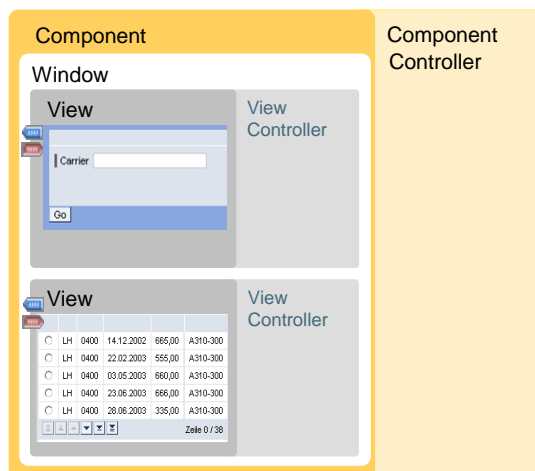 Component
Component
Controller
Window
View
View
Controller
Carrier
Go
View
View
Controller
LH 0400 14.12.2002 665,00 A310-300
LH 0400 22.02.2003 555,00 A310-300
LH 0400 03.05.2003 660,00 A310-300
LH 0400 23.06.2003 666,00 A310-300
LH 0400 28.06.2003 335,00 A310-300
Zeile 0 / 38